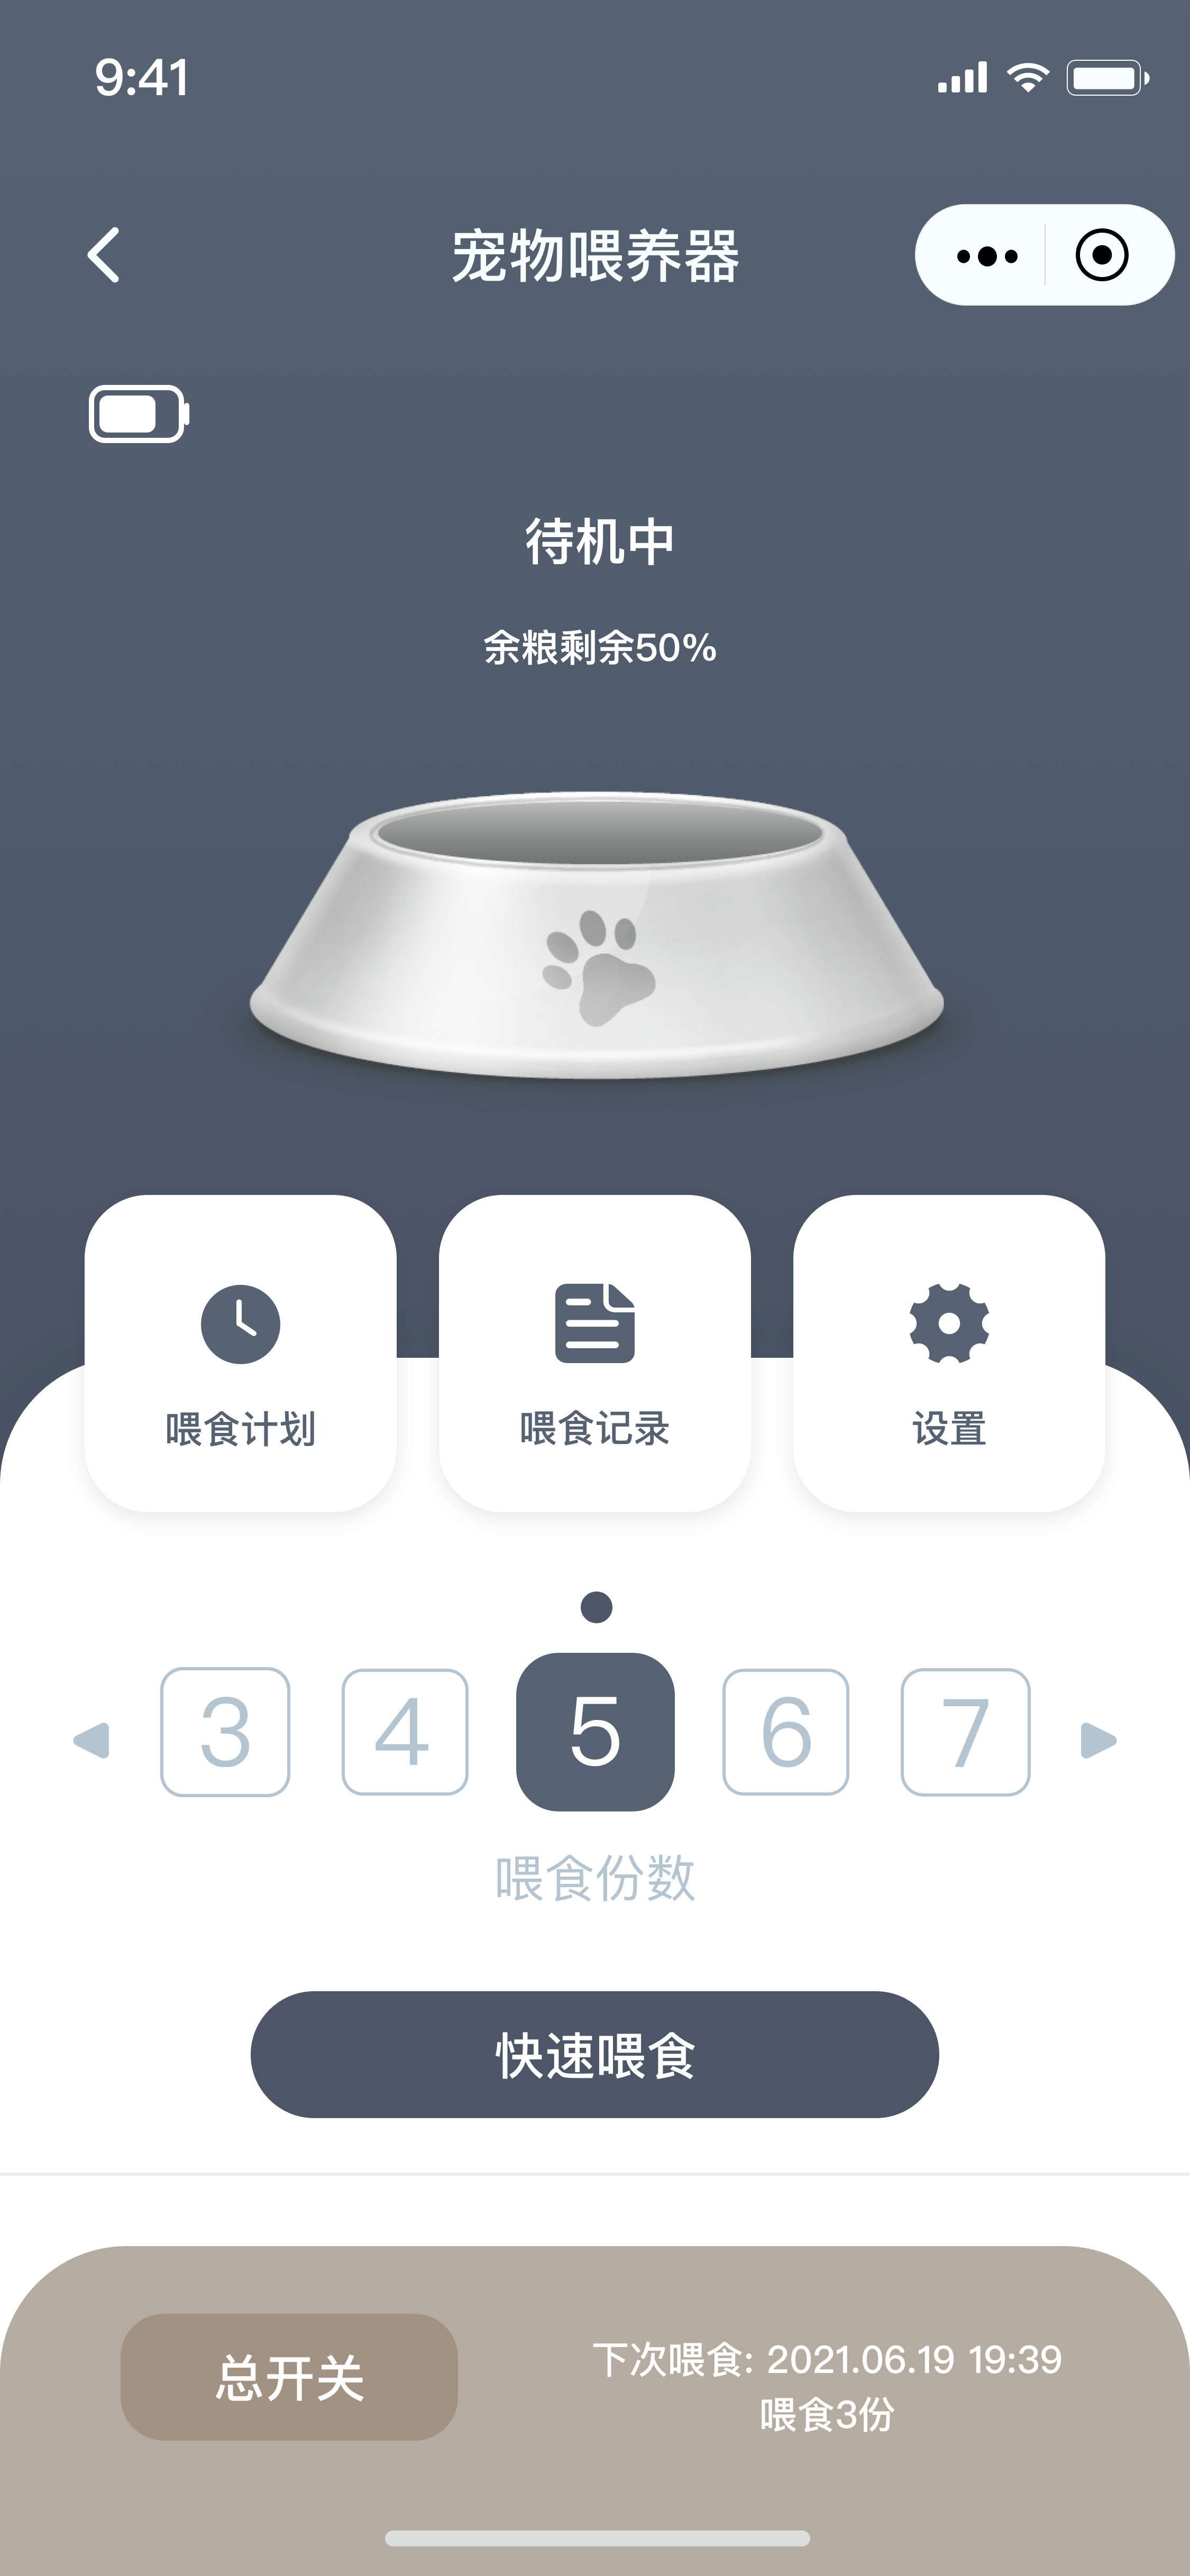 9:41
宠物喂养器
待机中
余粮剩余50%
喂食计划
喂食记录
设置
3 4 5 6 7
喂食份数
快速喂食
总开关
下次喂食: 2021.06.19 19:39
喂食3份